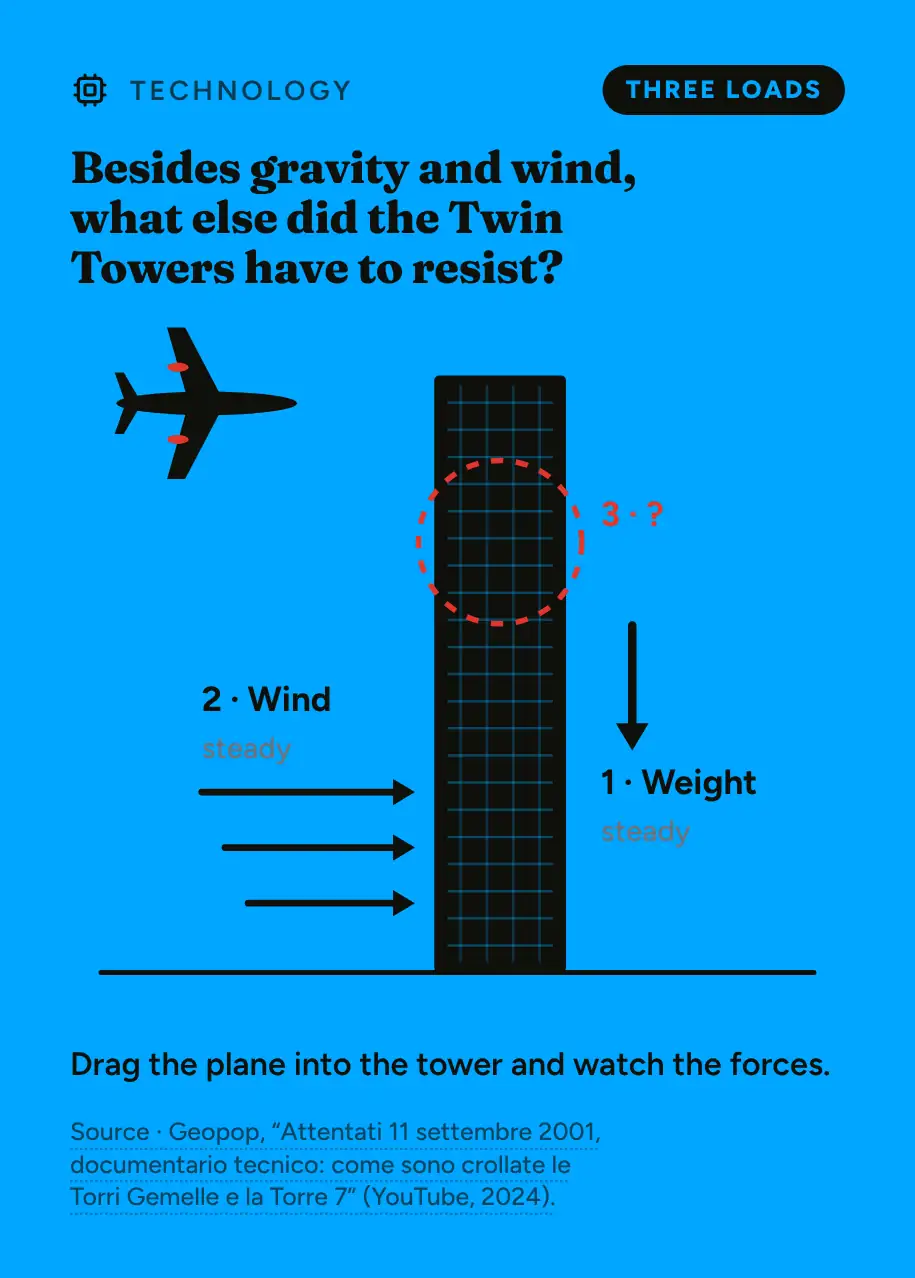 TECHNOLOGY
THREE LOADS
Besides gravity and wind,
what else did the Twin
Towers have to resist?
3 · ?
2 · Wind
steady
1 · Weight
steady
Drag the plane into the tower and watch the forces.
Source · Geopop, “Attentati 11 settembre 2001,
documentario tecnico: come sono crollate le
Torri Gemelle e la Torre 7” (YouTube, 2024).